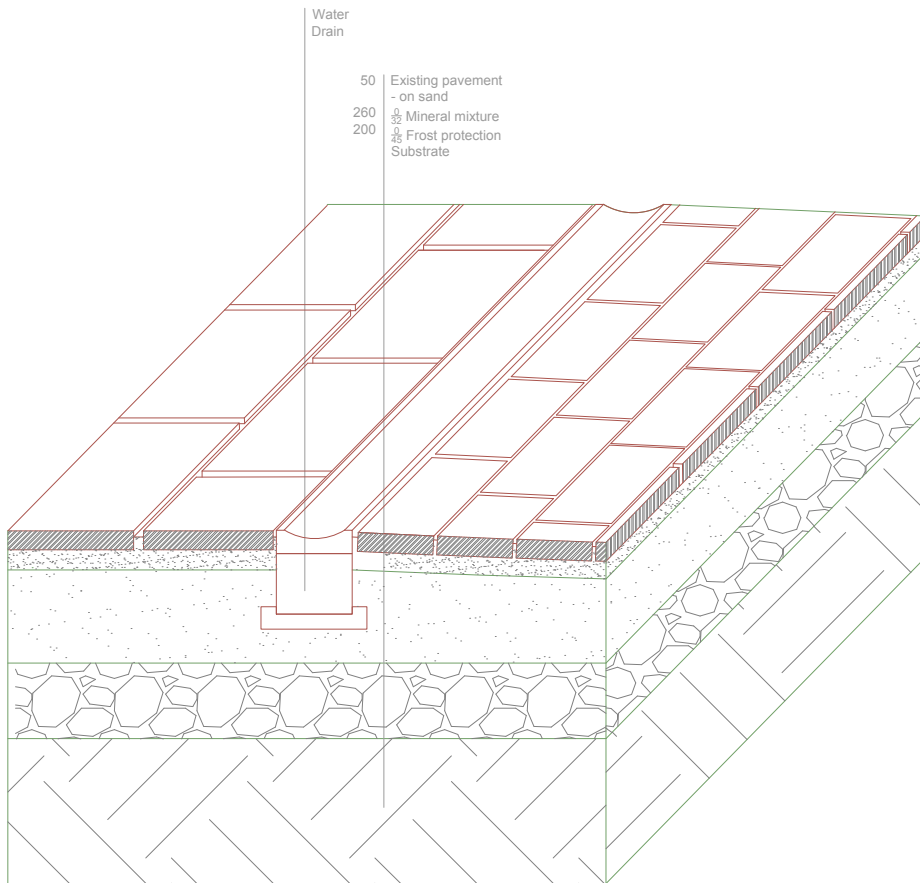 Water
Drain
50 Existing pavement
- on sand
260 0/32 Mineral mixture
200 0/45 Frost protection
Substrate